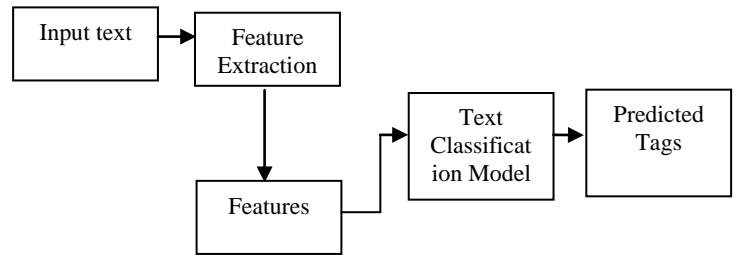 Input text
Feature
Extraction
Features
Text
Classificat
ion Model
Predicted
Tags